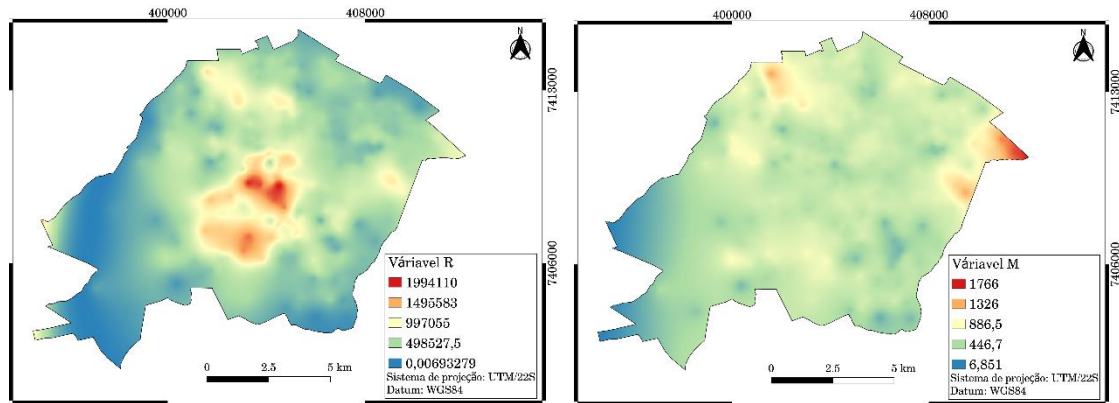 400000
408000
N
7413000
7406000
Váriavel R
1994110
1495583
997055
498527,5
0,00693279
Sistema de projeção: UTM/22S
Datum: WGS84
0 2.5 5 km
400000
408000
N
7413000
7406000
Váriavel M
1766
1326
886,5
446,7
6,851
Sistema de projeção: UTM/22S
Datum: WGS84
0 2.5 5 km